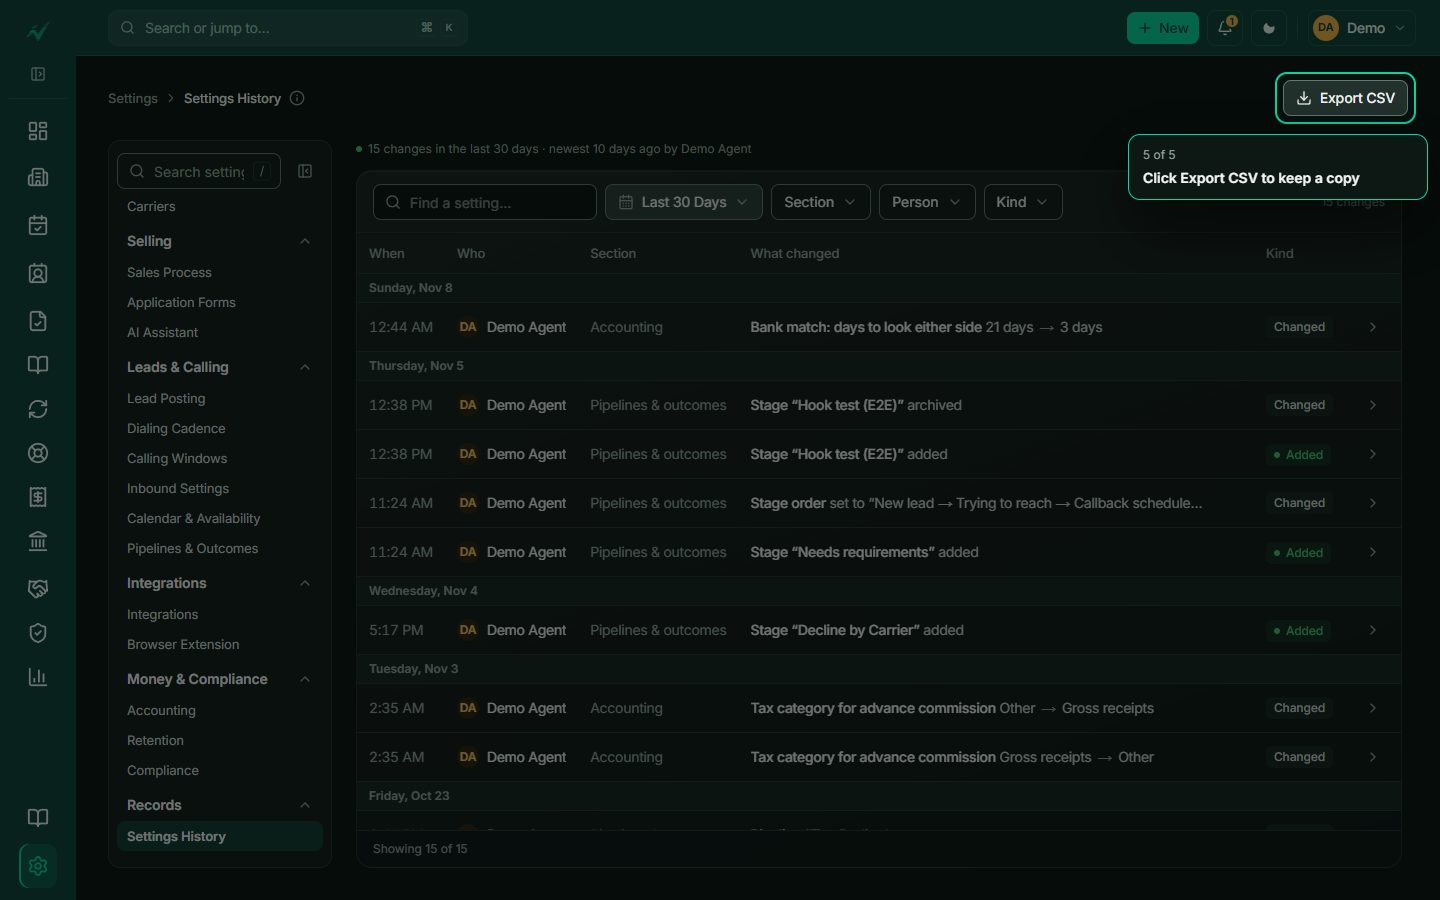 Search or jump to...
⌘ K
New
1
DA
Demo
Settings
Settings History
Export CSV
5 of 5
Click Export CSV to keep a copy
15 changes in the last 30 days · newest 10 days ago by Demo Agent
Search setting
/
Carriers
Selling
Sales Process
Application Forms
AI Assistant
Leads & Calling
Lead Posting
Dialing Cadence
Calling Windows
Inbound Settings
Calendar & Availability
Pipelines & Outcomes
Integrations
Integrations
Browser Extension
Money & Compliance
Accounting
Retention
Compliance
Records
Settings History
Find a setting...
Last 30 Days
Section
Person
Kind
15 changes
When Who Section What changed Kind
Sunday, Nov 8
12:44 AM DA Demo Agent Accounting Bank match: days to look either side 21 days → 3 days Changed
Thursday, Nov 5
12:38 PM DA Demo Agent Pipelines & outcomes Stage “Hook test (E2E)” archived Changed
12:38 PM DA Demo Agent Pipelines & outcomes Stage “Hook test (E2E)” added Added
11:24 AM DA Demo Agent Pipelines & outcomes Stage order set to “New lead → Trying to reach → Callback schedule... Changed
11:24 AM DA Demo Agent Pipelines & outcomes Stage “Needs requirements” added Added
Wednesday, Nov 4
5:17 PM DA Demo Agent Pipelines & outcomes Stage “Decline by Carrier” added Added
Tuesday, Nov 3
2:35 AM DA Demo Agent Accounting Tax category for advance commission Other → Gross receipts Changed
2:35 AM DA Demo Agent Accounting Tax category for advance commission Gross receipts → Other Changed
Friday, Oct 23
Showing 15 of 15